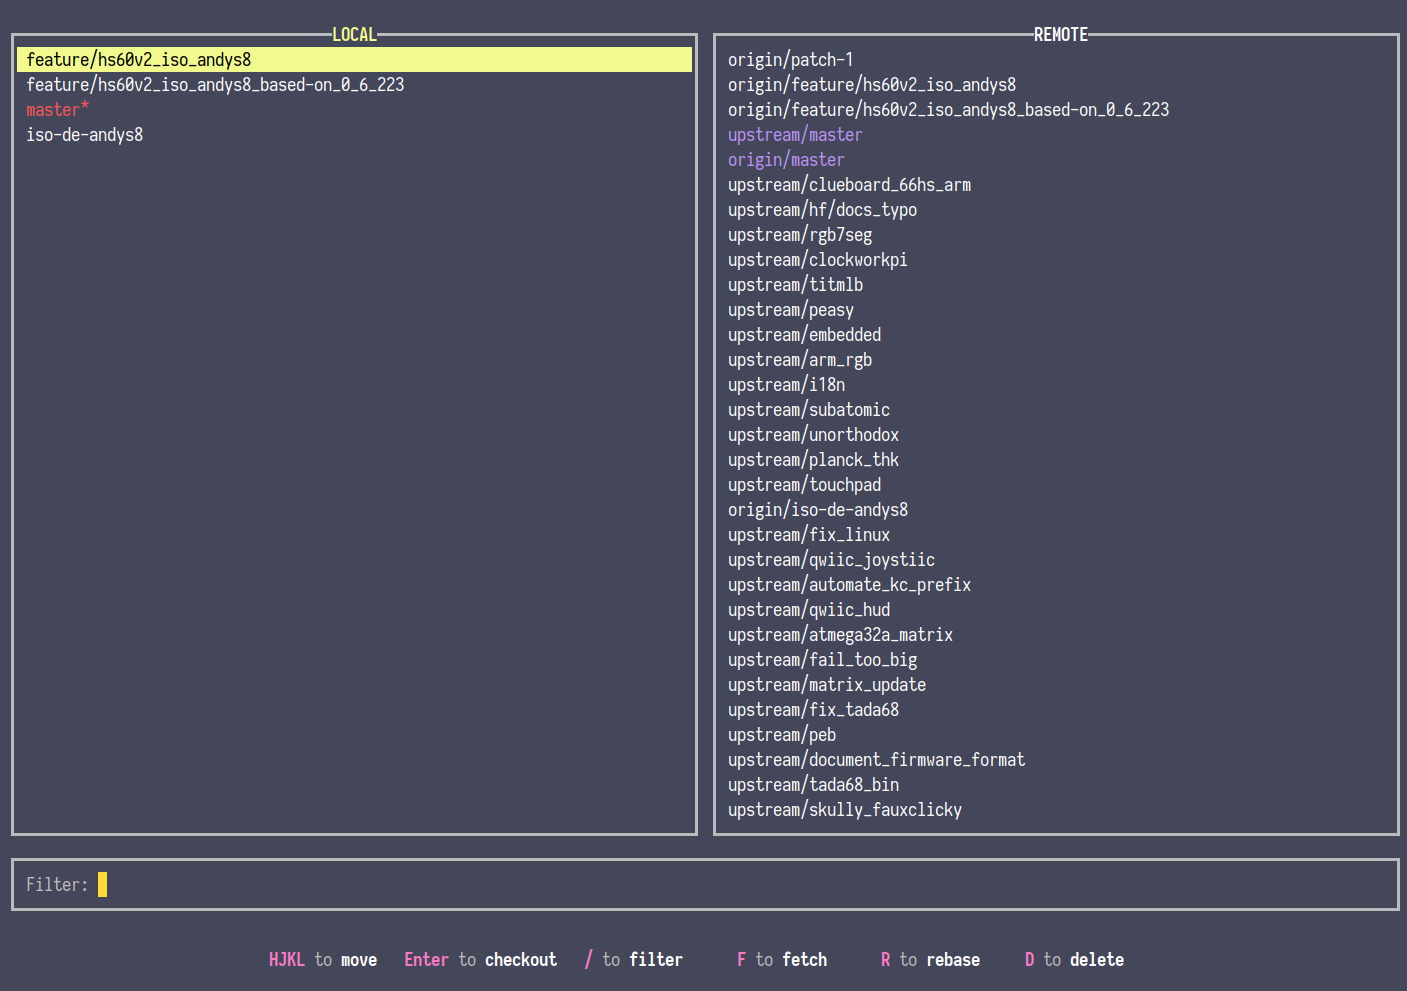 LOCAL
feature/hs60v2_iso_andys8
feature/hs60v2_iso_andys8_based-on_0_6_223
master*
iso-de-andys8
REMOTE
origin/patch-1
origin/feature/hs60v2_iso_andys8
origin/feature/hs60v2_iso_andys8_based-on_0_6_223
upstream/master
origin/master
upstream/clueboard_66hs_arm
upstream/hf/docs_typo
upstream/rgb7seg
upstream/clockworkpi
upstream/titmlb
upstream/peasy
upstream/embedded
upstream/arm_rgb
upstream/i18n
upstream/subatomic
upstream/unorthodox
upstream/planck_thk
upstream/touchpad
origin/iso-de-andys8
upstream/fix_linux
upstream/qwiic_joystiic
upstream/automate_kc_prefix
upstream/qwiic_hud
upstream/atmega32a_matrix
upstream/fail_too_big
upstream/matrix_update
upstream/fix_tada68
upstream/peb
upstream/document_firmware_format
upstream/tada68_bin
upstream/skully_fauxclicky
Filter:
HJKL to move Enter to checkout / to filter F to fetch R to rebase D to delete